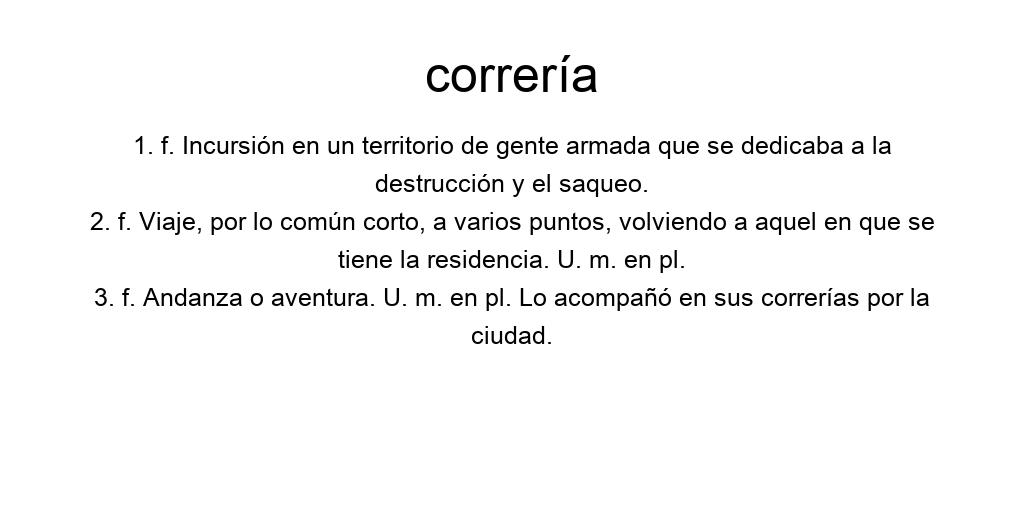 correría
1. f. Incursión en un territorio de gente armada que se dedicaba a la
destrucción y el saqueo.
2. f. Viaje, por lo común corto, a varios puntos, volviendo a aquel en que se
tiene la residencia. U. m. en pl.
3. f. Andanza o aventura. U. m. en pl. Lo acompañó en sus correrías por la
ciudad.